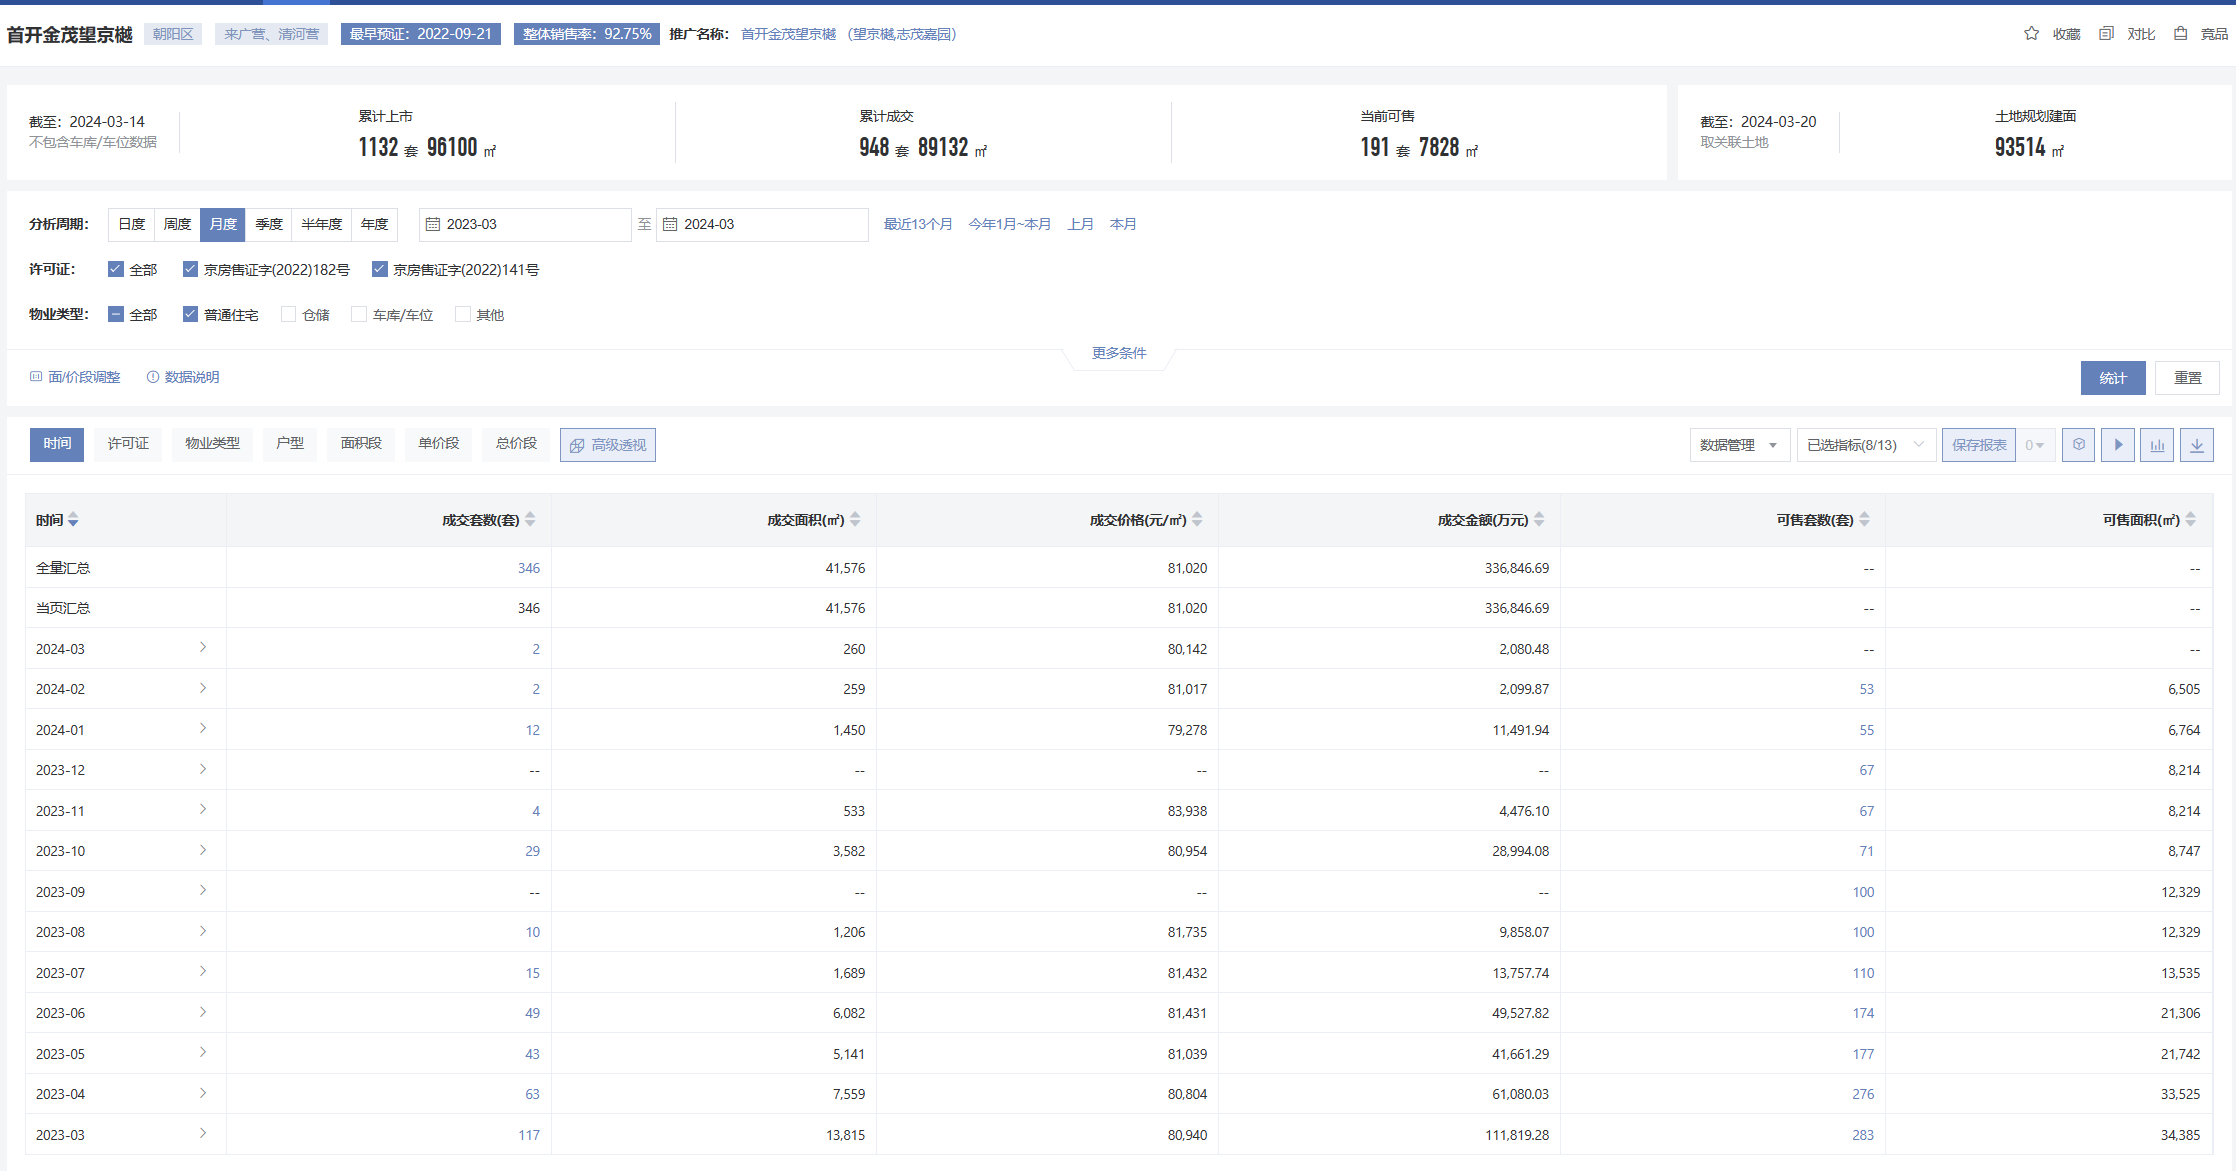 首开金茂望京樾 朝阳区 来广营、清河营 最早预证：2022-09-21 整体销售率：92.75% 推广名称： 首开金茂望京樾 （望京樾,志茂嘉园） 收藏 对比 竞品
截至：2024-03-14
不包含车库/车位数据
累计上市
1132 套 96100 ㎡
累计成交
948 套 89132 ㎡
当前可售
191 套 7828 ㎡
截至：2024-03-20
取关联土地
土地规划建面
93514 ㎡
分析周期： 日度 周度 月度 季度 半年度 年度 2023-03 至 2024-03 最近13个月 今年1月~本月 上月 本月
许可证： 全部 京房售证字(2022)182号 京房售证字(2022)141号
物业类型： 全部 普通住宅 仓储 车库/车位 其他
更多条件
面/价段调整 数据说明 统计 重置
时间 许可证 物业类型 户型 面积段 单价段 总价段 高级透视 数据管理 已选指标(8/13) 保存报表 0
时间 成交套数(套) 成交面积(㎡) 成交价格(元/㎡) 成交金额(万元) 可售套数(套) 可售面积(㎡)
全量汇总 346 41,576 81,020 336,846.69 -- --
当页汇总 346 41,576 81,020 336,846.69 -- --
2024-03 2 260 80,142 2,080.48 -- --
2024-02 2 259 81,017 2,099.87 53 6,505
2024-01 12 1,450 79,278 11,491.94 55 6,764
2023-12 -- -- -- -- 67 8,214
2023-11 4 533 83,938 4,476.10 67 8,214
2023-10 29 3,582 80,954 28,994.08 71 8,747
2023-09 -- -- -- -- 100 12,329
2023-08 10 1,206 81,735 9,858.07 100 12,329
2023-07 15 1,689 81,432 13,757.74 110 13,535
2023-06 49 6,082 81,431 49,527.82 174 21,306
2023-05 43 5,141 81,039 41,661.29 177 21,742
2023-04 63 7,559 80,804 61,080.03 276 33,525
2023-03 117 13,815 80,940 111,819.28 283 34,385